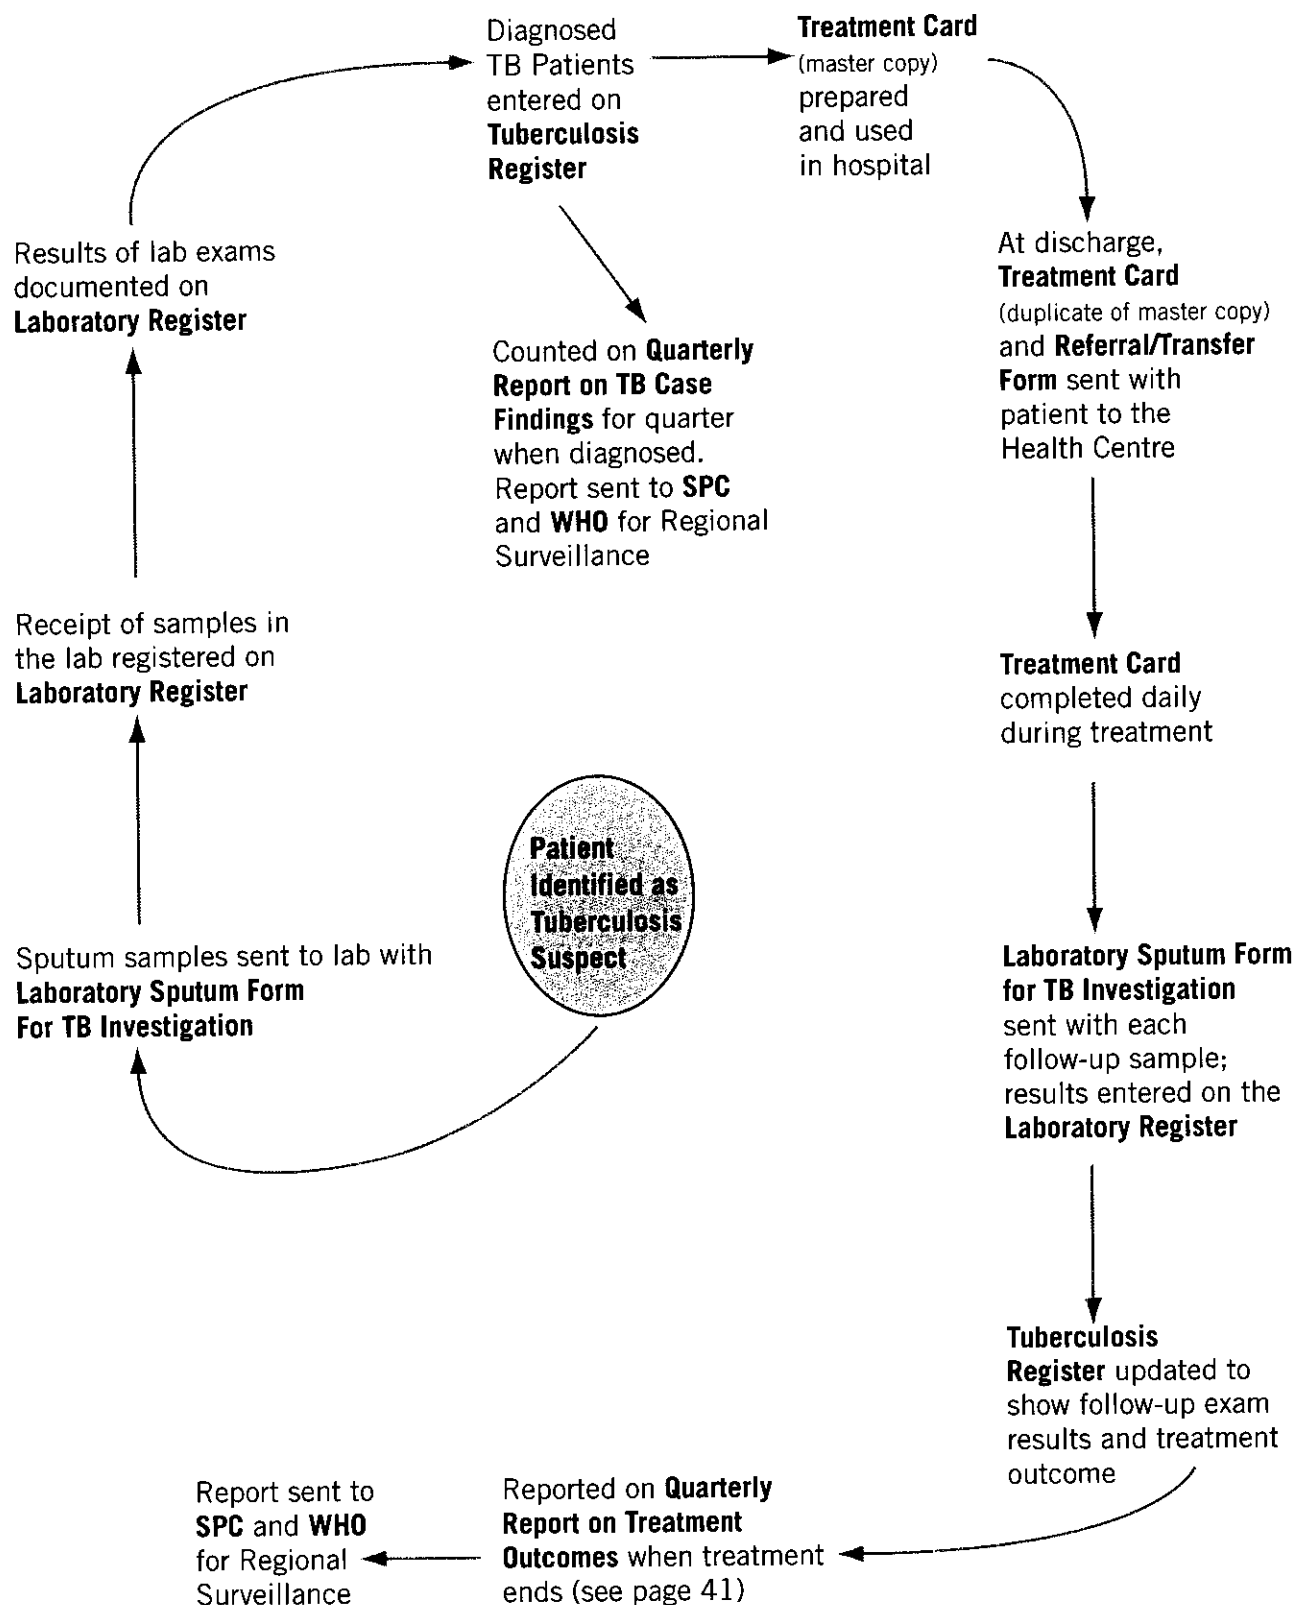 Patient
Identified as
Tuberculosis
Suspect
Sputum samples sent to lab with
Laboratory Sputum Form
For TB Investigation
Receipt of samples in
the lab registered on
Laboratory Register
Results of lab exams
documented on
Laboratory Register
Diagnosed
TB Patients
entered on
Tuberculosis
Register
Counted on Quarterly
Report on TB Case
Findings for quarter
when diagnosed.
Report sent to SPC
and WHO for Regional
Surveillance
Treatment Card
(master copy)
prepared
and used
in hospital
At discharge,
Treatment Card
(duplicate of master copy)
and Referral/Transfer
Form sent with
patient to the
Health Centre
Treatment Card
completed daily
during treatment
Laboratory Sputum Form
for TB Investigation
sent with each
follow-up sample;
results entered on the
Laboratory Register
Tuberculosis
Register updated to
show follow-up exam
results and treatment
outcome
Reported on Quarterly
Report on Treatment
Outcomes when treatment
ends (see page 41)
Report sent to
SPC and WHO
for Regional
Surveillance